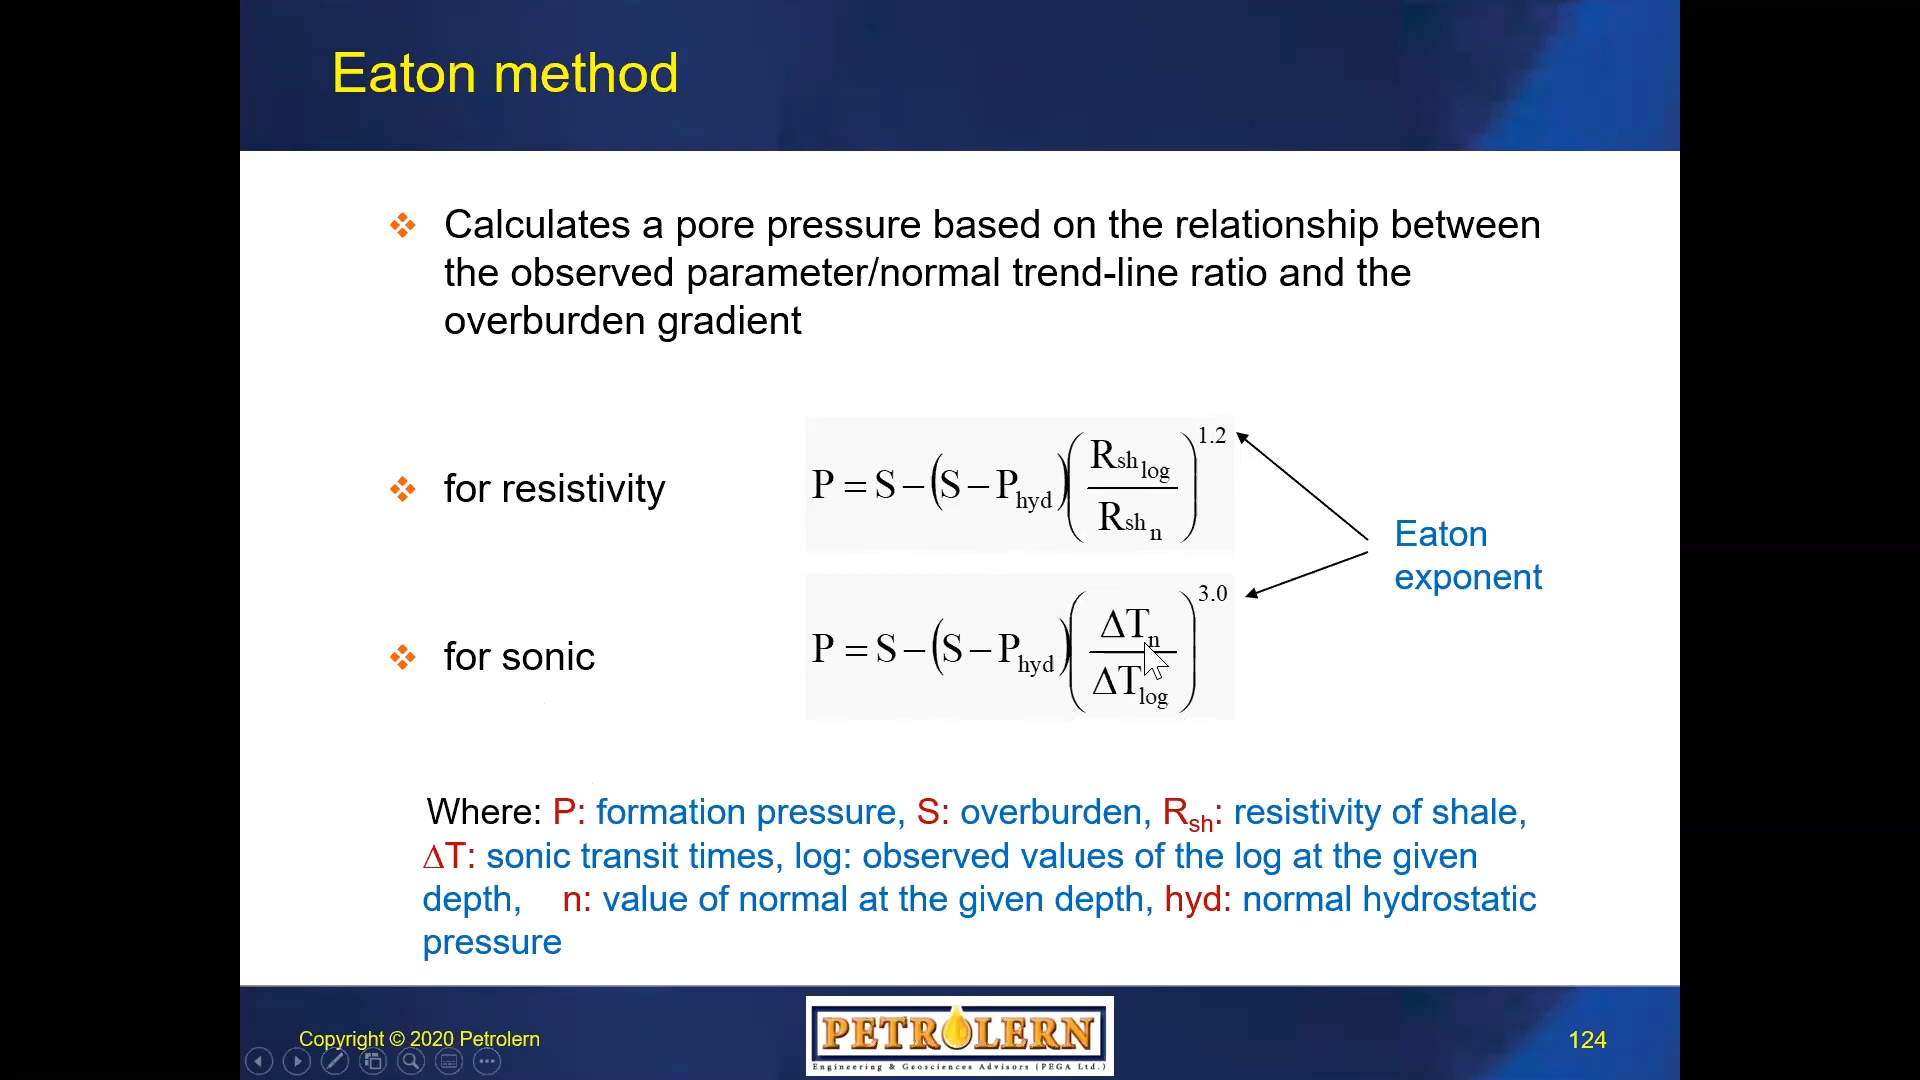 Eaton method
❖ Calculates a pore pressure based on the relationship between
the observed parameter/normal trend-line ratio and the
overburden gradient
❖ for resistivity
P = S − (S − P_hyd) (R_sh_log / R_sh_n)^1.2
Eaton
exponent
❖ for sonic
P = S − (S − P_hyd) (ΔT_n / ΔT_log)^3.0
Where: P: formation pressure, S: overburden, R_sh: resistivity of shale,
ΔT: sonic transit times, log: observed values of the log at the given
depth, n: value of normal at the given depth, hyd: normal hydrostatic
pressure
Copyright © 2020 Petrolern
PETROLERN
Engineering & Geosciences Advisors (PEGA Ltd.)
124